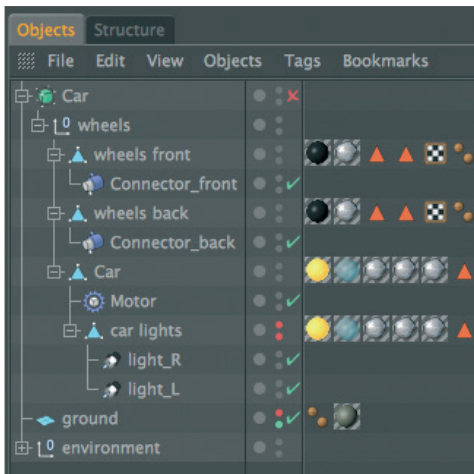 Objects Structure
File Edit View Objects Tags Bookmarks
Car
wheels
wheels front
Connector_front
wheels back
Connector_back
Car
Motor
car lights
light_R
light_L
ground
environment